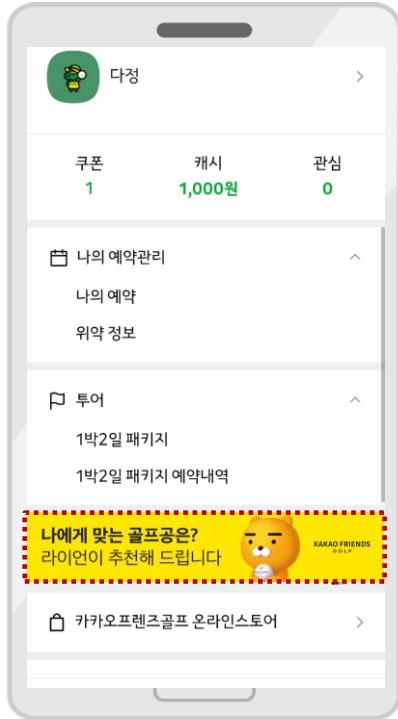 다정
쿠폰 캐시 관심
1 1,000원 0
나의 예약관리
나의 예약
위약 정보
투어
1박2일 패키지
1박2일 패키지 예약내역
나에게 맞는 골프공은?
라이언이 추천해 드립니다
KAKAO FRIENDS
GOLF
카카오프렌즈골프 온라인스토어